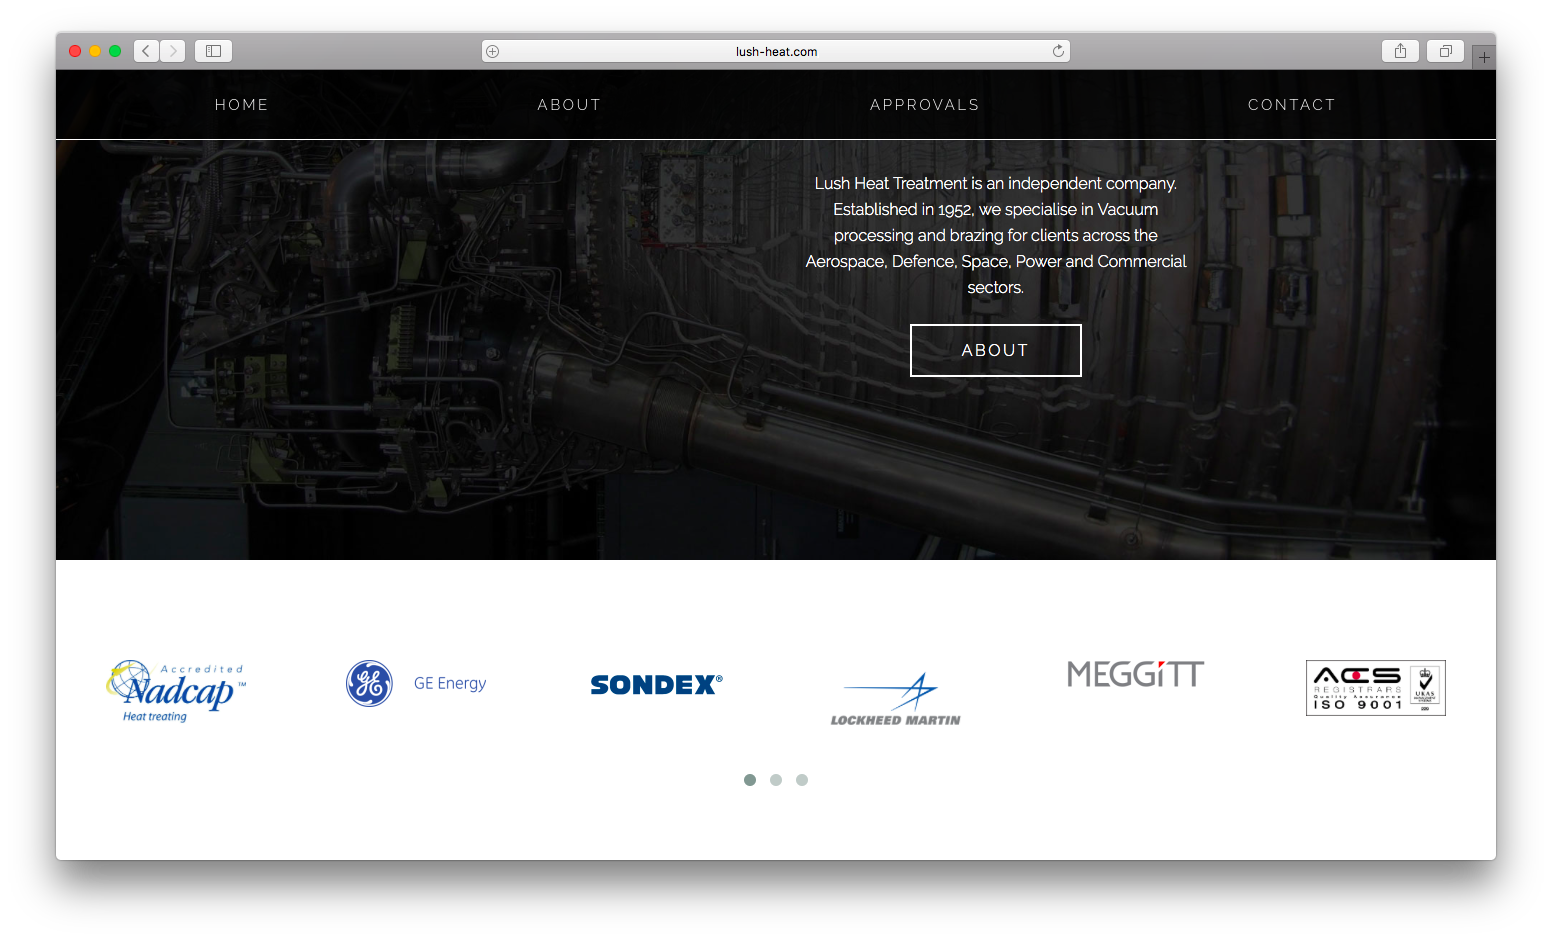 lush-heat.com
HOME ABOUT APPROVALS CONTACT
Lush Heat Treatment is an independent company.
Established in 1952, we specialise in Vacuum
processing and brazing for clients across the
Aerospace, Defence, Space, Power and Commercial
sectors.
ABOUT
Accredited
Nadcap™
Heat treating
GE
GE Energy
SONDEX®
LOCKHEED MARTIN
MEGGITT
ACS
REGISTRARS
Quality Assurance
ISO 9001
UKAS